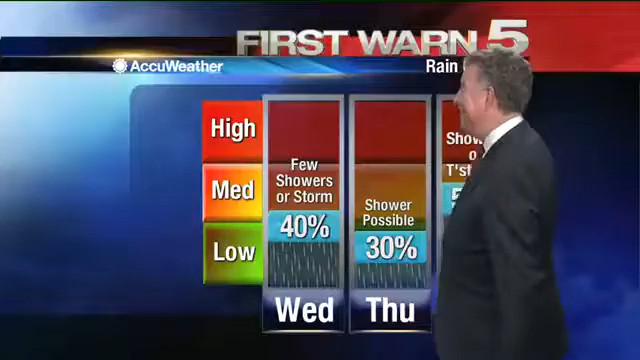 FIRST WARN 5
AccuWeather
Rain
High
Med
Low
Few
Showers
or Storm
40%
Wed
Shower
Possible
30%
Thu